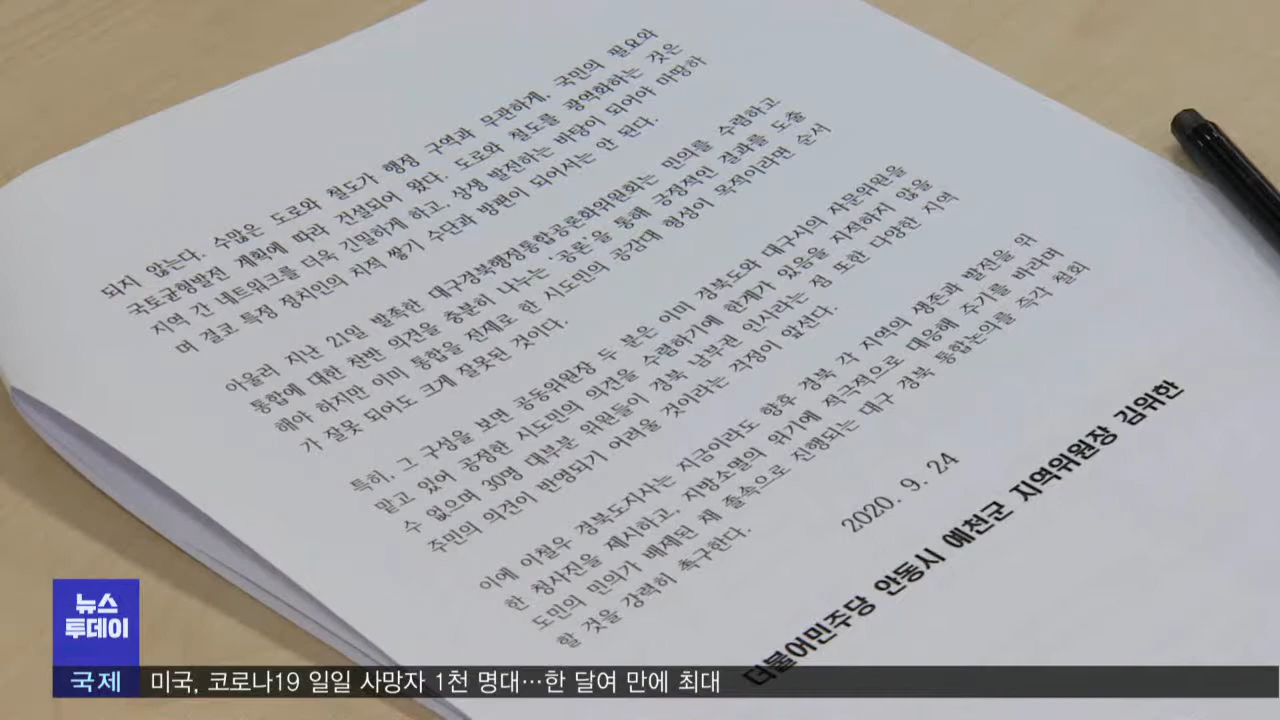 되지 않는다. 수많은 도로와 철도가 행정 구역과 무관하게, 국민의 필요와
국토균형발전 계획에 따라 건설되어 왔다. 도로와 철도를 광역화하는 것은
지역 간 네트워크를 더욱 긴밀하게 하고, 상생 발전하는 바탕이 되어야 마땅하
며 결코 특정 정치인의 치적 쌓기 수단과 방편이 되어서는 안 된다.
아울러 지난 21일 발족한 대구경북행정통합공론화위원회는 민의를 수렴하고
통합에 대한 찬반 의견을 충분히 나누는 '공론'을 통해 긍정적인 결과를 도출
해야 하지만 이미 통합을 전제로 한 시도민의 공감대 형성이 목적이라면 순서
가 잘못 되어도 크게 잘못된 것이다.
특히, 그 구성을 보면 공동위원장 두 분은 이미 경북도와 대구시의 자문위원을
맡고 있어 공정한 시도민의 의견을 수렴하기에 한계가 있음을 지적하지 않을
수 없으며 30명 대부분 위원들이 경북 남부권 인사라는 점 또한 다양한 지역
주민의 의견이 반영되기 어려울 것이라는 걱정이 앞선다.
이에 이철우 경북도지사는 지금이라도 향후 경북 각 지역의 생존과 발전을 위
한 청사진을 제시하고, 지방소멸의 위기에 적극적으로 대응해 주기를 바라며
도민의 민의가 배제된 채 졸속으로 진행되는 대구 경북 통합논의를 즉각 철회
할 것을 강력히 촉구한다.
2020. 9. 24
더불어민주당 안동시 예천군 지역위원장 김위한
뉴스
투데이
국제 미국, 코로나19 일일 사망자 1천 명대…한 달여 만에 최대